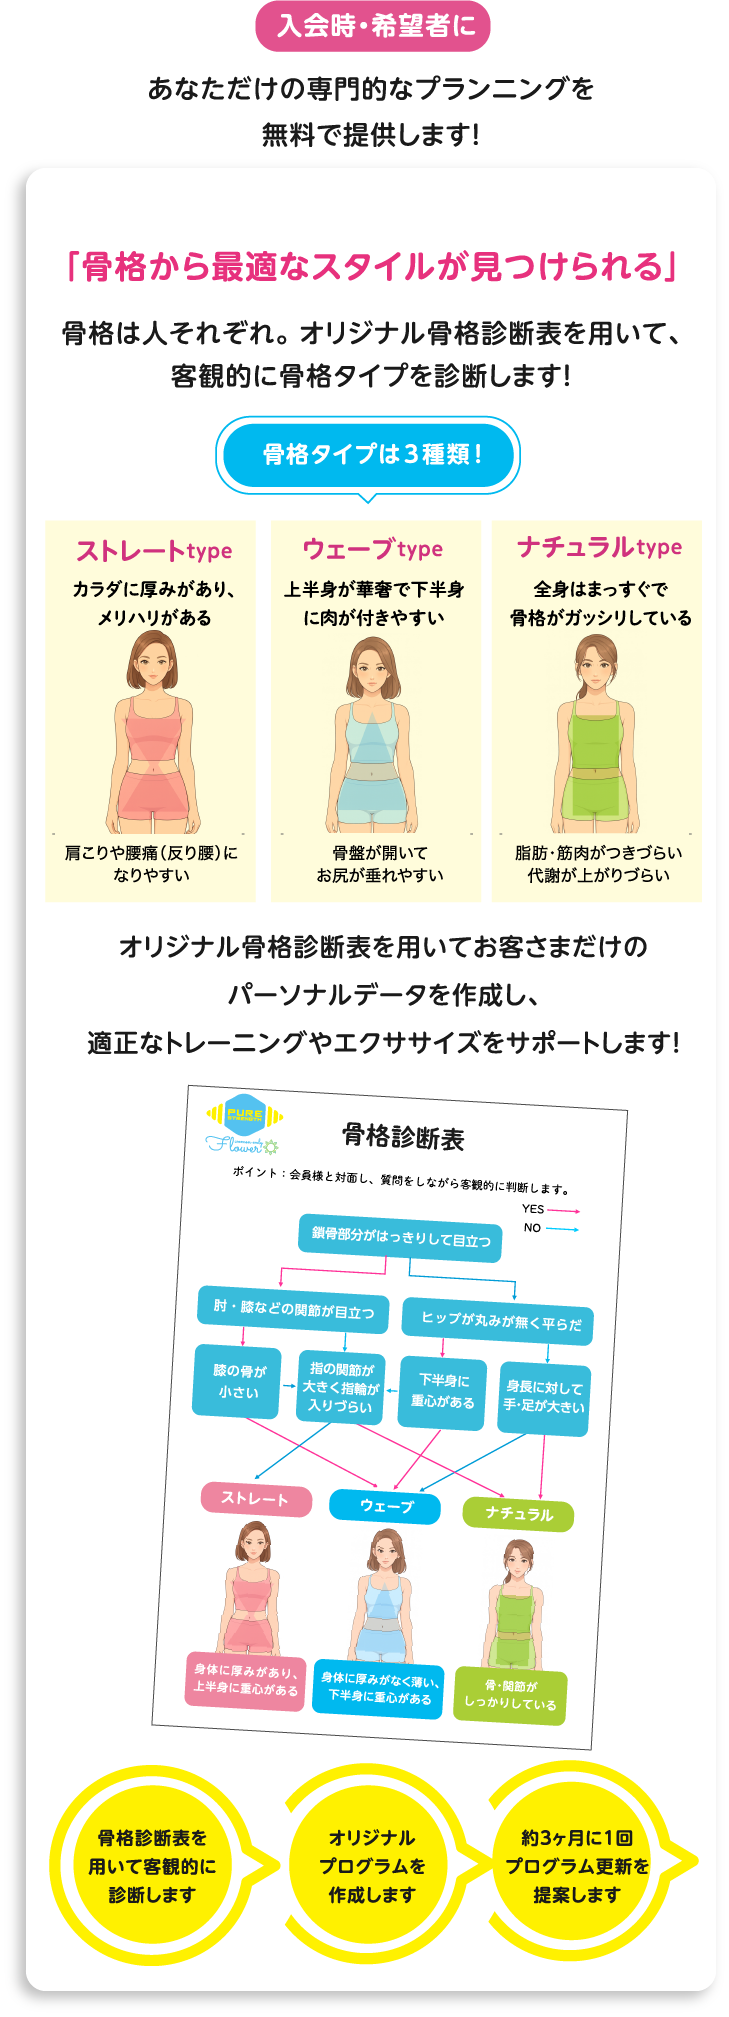 入会時・希望者に
あなただけの専門的なプランニングを
無料で提供します!
「骨格から最適なスタイルが見つけられる」
骨格は人それぞれ。オリジナル骨格診断表を用いて、
客観的に骨格タイプを診断します!
骨格タイプは3種類!
ストレートtype
カラダに厚みがあり、
メリハリがある
肩こりや腰痛(反り腰)に
なりやすい
ウェーブtype
上半身が華奢で下半身
に肉が付きやすい
骨盤が開いて
お尻が垂れやすい
ナチュラルtype
全身はまっすぐで
骨格がガッシリしている
脂肪・筋肉がつきづらい
代謝が上がりづらい
オリジナル骨格診断表を用いてお客さまだけの
パーソナルデータを作成し、
適正なトレーニングやエクササイズをサポートします!
PURE
STRENGTH
Flower
骨格診断表
ポイント:会員様と対面し、質問をしながら客観的に判断します。
YES
NO
鎖骨部分がはっきりして目立つ
肘・膝などの関節が目立つ
ヒップが丸みが無く平らだ
膝の骨が
小さい
指の関節が
大きく指輪が
入りづらい
下半身に
重心がある
身長に対して
手・足が大きい
ストレート
ウェーブ
ナチュラル
身体に厚みがあり、
上半身に重心がある
身体に厚みがなく薄い、
下半身に重心がある
骨・関節が
しっかりしている
骨格診断表を
用いて客観的に
診断します
オリジナル
プログラムを
作成します
約3ヶ月に1回
プログラム更新を
提案します